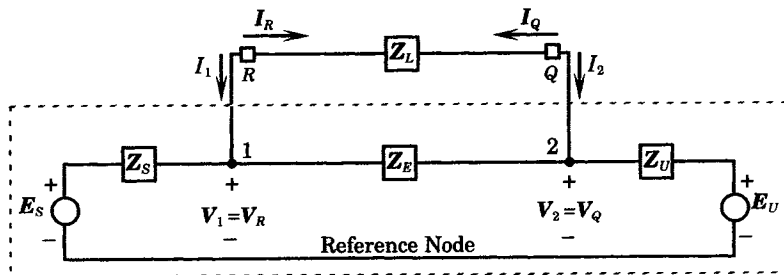 I_R I_Q
I_1 R Z_L Q I_2
Z_S 1 Z_E 2 Z_U
+ + + +
E_S V_1=V_R V_2=V_Q E_U
− − − −
Reference Node